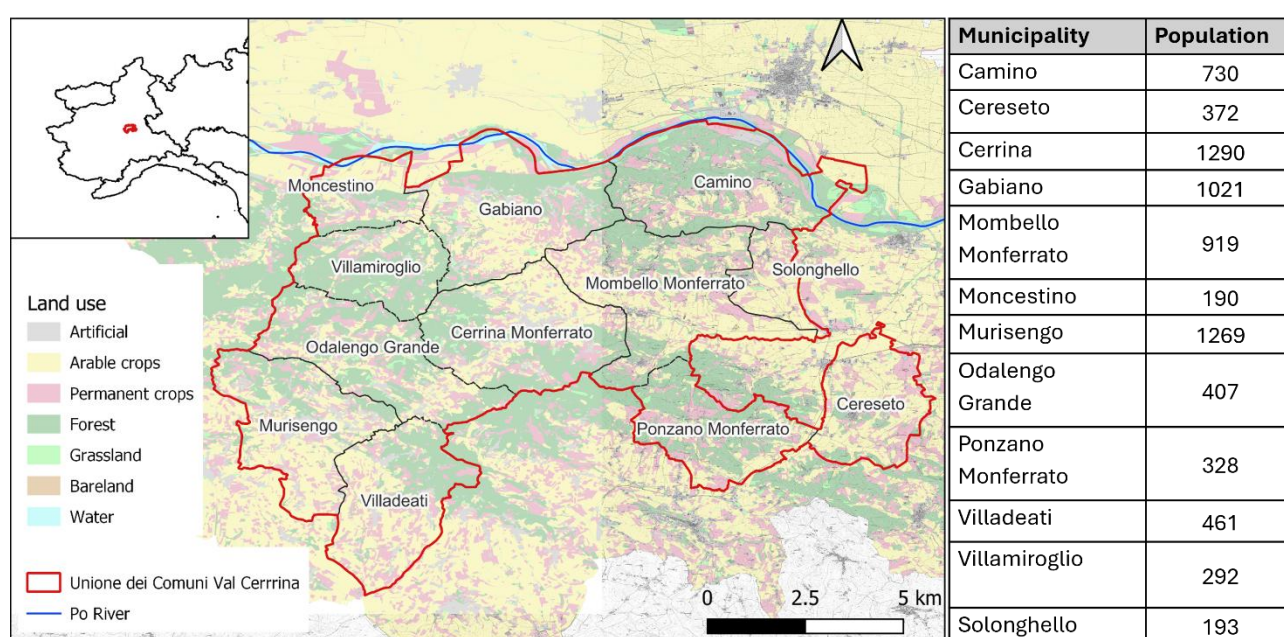 Moncestino
Camino
Gabiano
Villamiroglio
Solonghello
Mombello Monferrato
Cerrina Monferrato
Odalengo Grande
Cereseto
Murisengo
Ponzano Monferrato
Villadeati
Land use
Artificial
Arable crops
Permanent crops
Forest
Grassland
Bareland
Water
Unione dei Comuni Val Cerrrina
Po River
0 2.5 5 km
Municipality Population
Camino 730
Cereseto 372
Cerrina 1290
Gabiano 1021
Mombello
Monferrato 919
Moncestino 190
Murisengo 1269
Odalengo
Grande 407
Ponzano
Monferrato 328
Villadeati 461
Villamiroglio 292
Solonghello 193